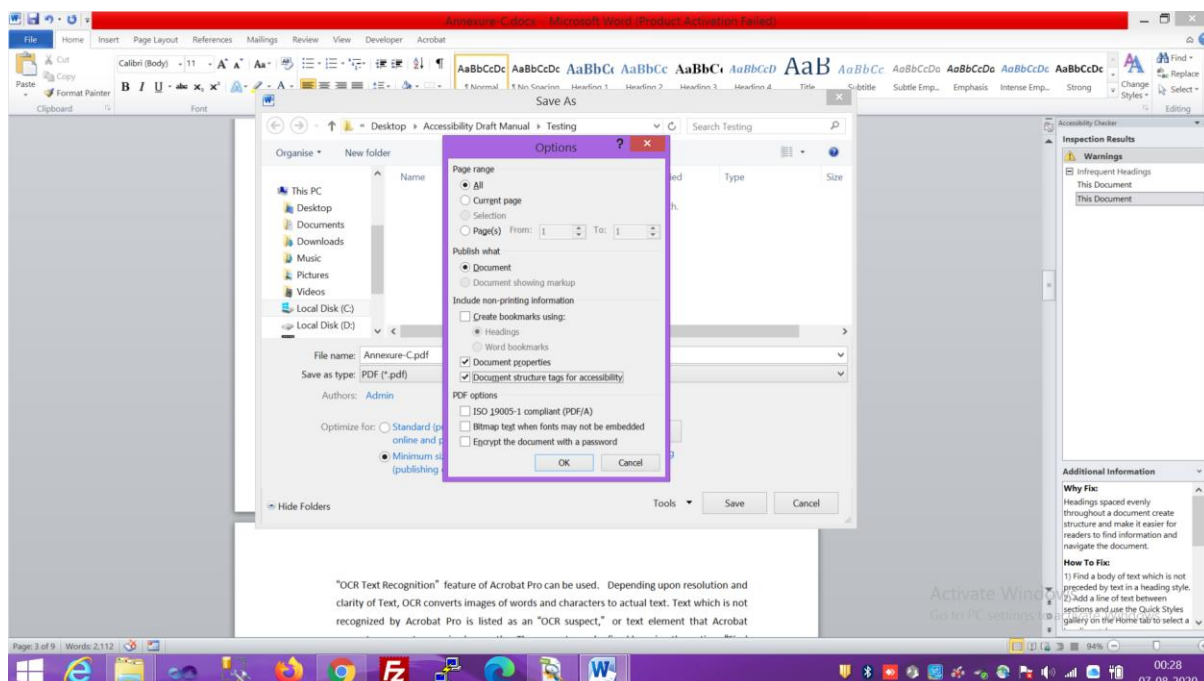 Annexure-C.docx - Microsoft Word (Product Activation Failed)
File Home Insert Page Layout References Mailings Review View Developer Acrobat
Cut
Copy
Format Painter
Paste
Clipboard
Calibri (Body) 11
Font
AaBbCcDc AaBbCcDc AaBbCc AaBbCc AaBbC AaBbCcD AaB AaBbCc AaBbCcDa AaBbCcDa AaBbCcDc AaBbCcDc
Heading 4 Title Subtitle Subtle Emp... Emphasis Intense Emp... Strong
Change Styles
Find
Replace
Select
Editing
Save As
Desktop Accessibility Draft Manual Testing
Search Testing
Organise New folder
This PC
Desktop
Documents
Downloads
Music
Pictures
Videos
Local Disk (C:)
Local Disk (D:)
Name Type Size
File name: Annexure-C.pdf
Save as type: PDF (*.pdf)
Authors: Admin
Optimize for: Standard
online and
Minimum
(publishing
Hide Folders
Tools Save Cancel
Options ?
Page range
All
Current page
Selection
Page(s) From: 1 To: 1
Publish what
Document
Document showing markup
Include non-printing information
Create bookmarks using:
Headings
Word bookmarks
Document properties
Document structure tags for accessibility
PDF options
ISO 19005-1 compliant (PDF/A)
Bitmap text when fonts may not be embedded
Encrypt the document with a password
OK Cancel
Accessibility Checker
Inspection Results
Warnings
Infrequent Headings
This Document
This Document
Additional Information
Why Fix:
Headings spaced evenly
throughout a document create
structure and make it easier for
readers to find information and
navigate the document.
How To Fix:
1) Find a body of text which is not
preceded by text in a heading style.
2) Add a line of text between
sections and use the Quick Styles
gallery on the Home tab to select a
"OCR Text Recognition" feature of Acrobat Pro can be used. Depending upon resolution and
clarity of Text, OCR converts images of words and characters to actual text. Text which is not
recognized by Acrobat Pro is listed as an "OCR suspect," or text element that Acrobat
Activate Windows
Go to PC settings to activate Windows.
Page: 3 of 9 Words: 2,112
94%
00:28
07-08-2020